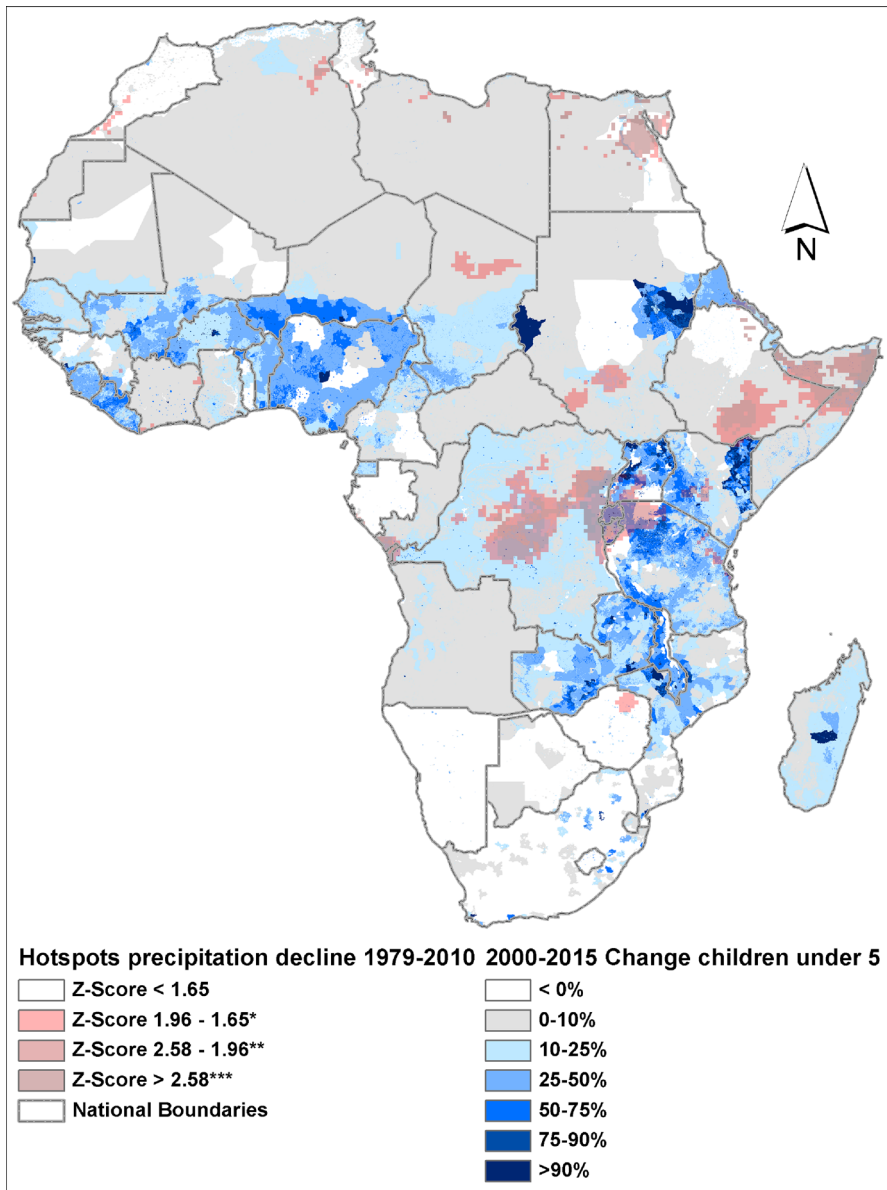 N
Hotspots precipitation decline 1979-2010
Z-Score < 1.65
Z-Score 1.96 - 1.65*
Z-Score 2.58 - 1.96**
Z-Score > 2.58***
National Boundaries
2000-2015 Change children under 5
< 0%
0-10%
10-25%
25-50%
50-75%
75-90%
>90%